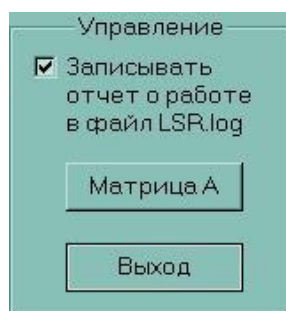 Управление
Записывать
отчет о работе
в файл LSR.log
Матрица А
Выход